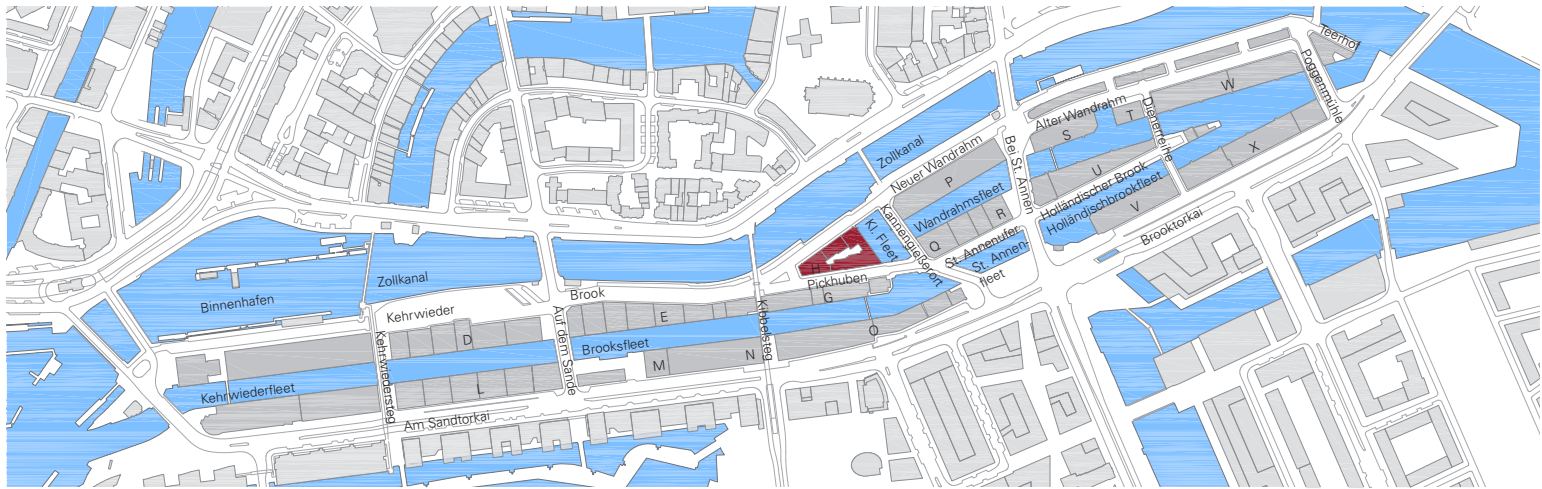 Teerhof
Poggenmühle
W
Alter Wandrahm
Dienerreihe
T
S
Zollkanal
Bei St. Annen
Neuer Wandrahm
X
U
P
Holländischer Brook
Holländischbrookfleet
Wandrahmsfleet
V
R
Kannengießerort
Kl. Fleet
Brooktorkai
Q
St. Annenufer
St. Annen-
fleet
H
Pickhuben
G
Zollkanal
Binnenhafen
Brook
Kehrwieder
Kibbelsteg
E
Auf dem Sande
O
Kehrwiedersteg
D
Brooksfleet
N
M
Kehrwiederfleet
L
Am Sandtorkai